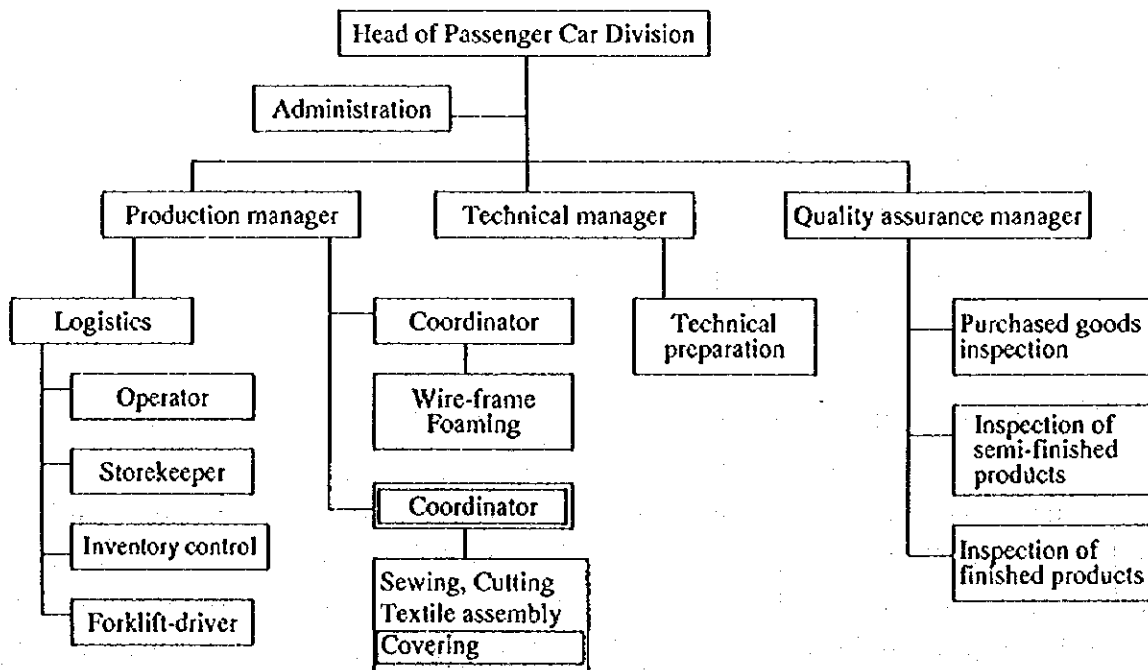 Head of Passenger Car Division
Administration
Production manager
Technical manager
Quality assurance manager
Logistics
Operator
Storekeeper
Inventory control
Forklift-driver
Coordinator
Wire-frame
Foaming
Coordinator
Sewing, Cutting
Textile assembly
Covering
Technical
preparation
Purchased goods
inspection
Inspection of
semi-finished
products
Inspection of
finished products